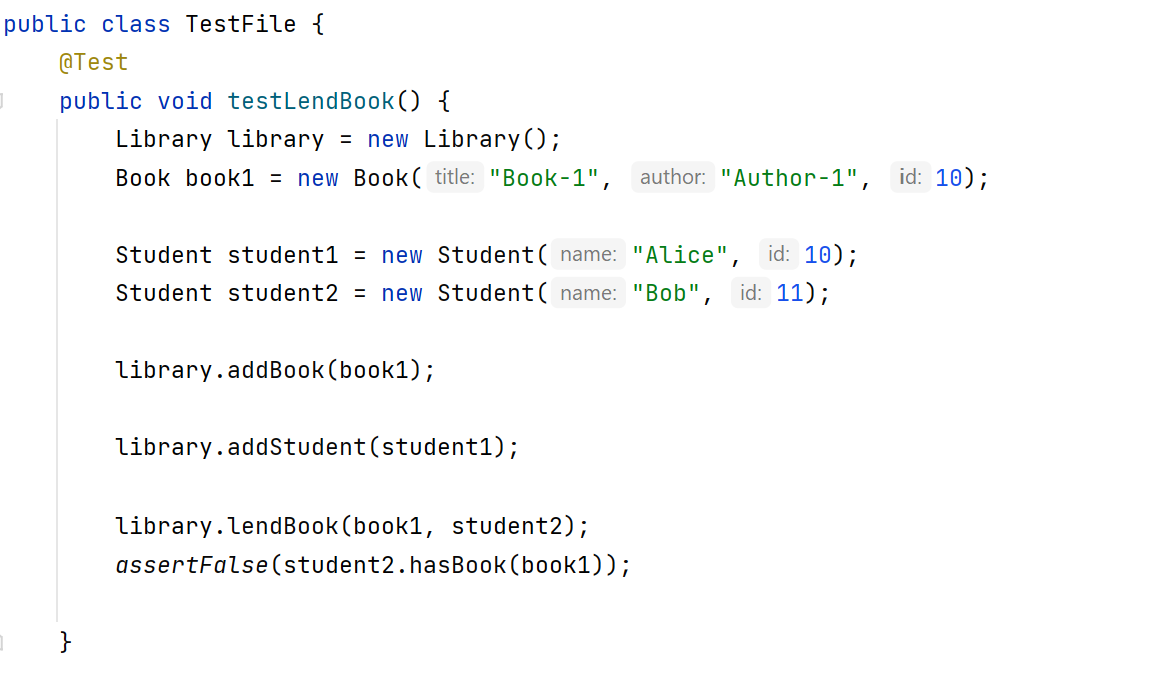 public class TestFile {
@Test
public void testLendBook() {
Library library = new Library();
Book book1 = new Book( title: "Book-1", author: "Author-1", id: 10);
Student student1 = new Student( name: "Alice", id: 10);
Student student2 = new Student( name: "Bob", id: 11);
library.addBook(book1);
library.addStudent(student1);
library.lendBook(book1, student2);
assertFalse(student2.hasBook(book1));
}